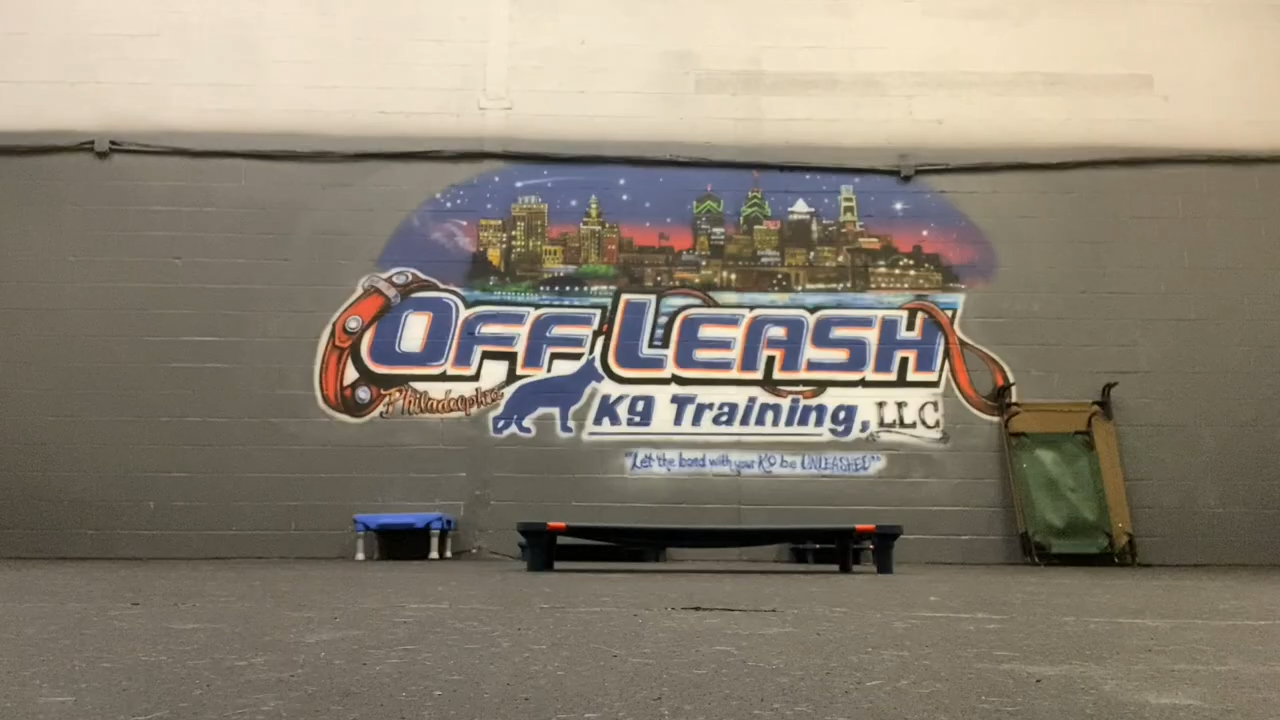 OFF LEASH
Philadelphia
K9 Training, LLC
"Let the bond with your K9 be UNLEASHED"